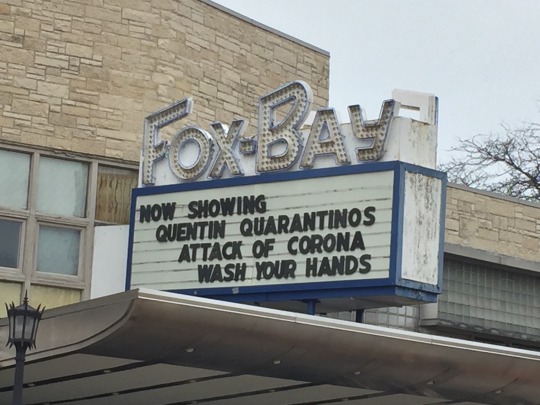 FOX-BAY
NOW SHOWING
QUENTIN QUARANTINOS
ATTACK OF CORONA
WASH YOUR HANDS